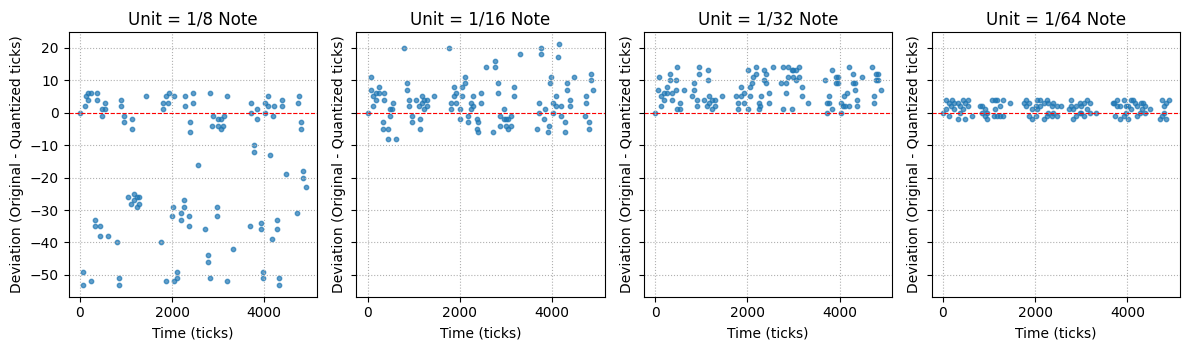 Unit = 1/8 Note
Unit = 1/16 Note
Unit = 1/32 Note
Unit = 1/64 Note
Deviation (Original - Quantized ticks)
20
10
0
−10
−20
−30
−40
−50
0
2000
4000
Time (ticks)
Deviation (Original - Quantized ticks)
0
2000
4000
Time (ticks)
Deviation (Original - Quantized ticks)
0
2000
4000
Time (ticks)
Deviation (Original - Quantized ticks)
0
2000
4000
Time (ticks)